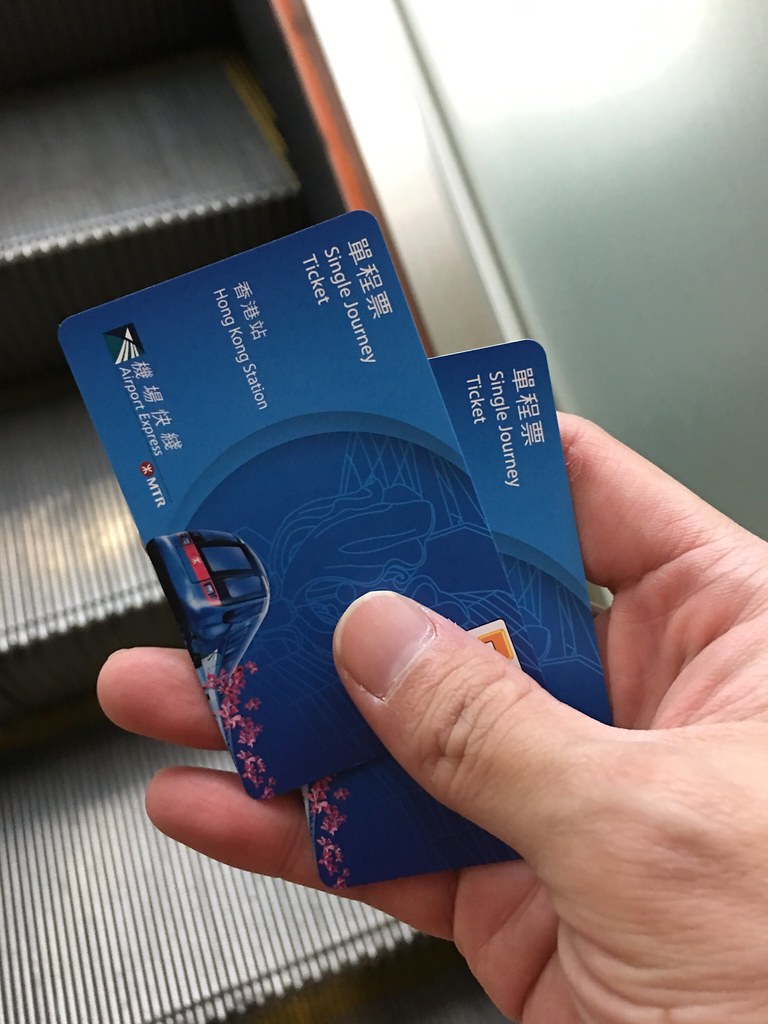 單程票
Single Journey
Ticket
香港站
Hong Kong Station
機場快綫
Airport Express
MTR
單程票
Single Journey
Ticket